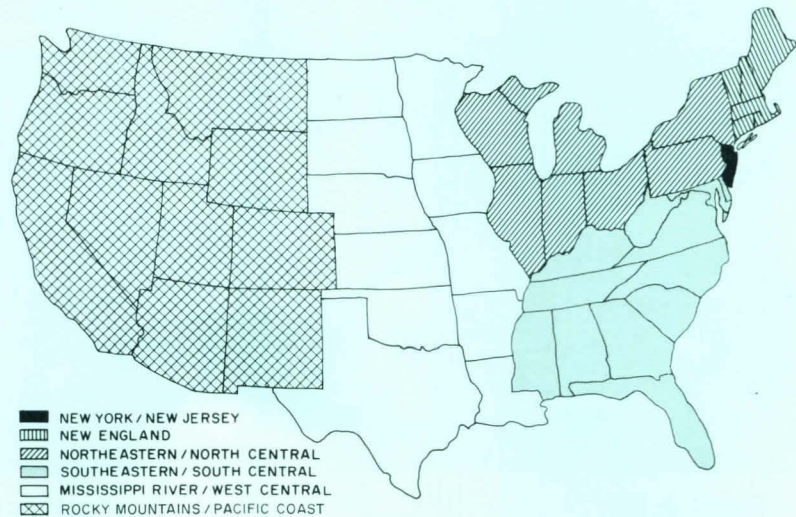 NEW YORK / NEW JERSEY
NEW ENGLAND
NORTHEASTERN / NORTH CENTRAL
SOUTHEASTERN / SOUTH CENTRAL
MISSISSIPPI RIVER / WEST CENTRAL
ROCKY MOUNTAINS / PACIFIC COAST